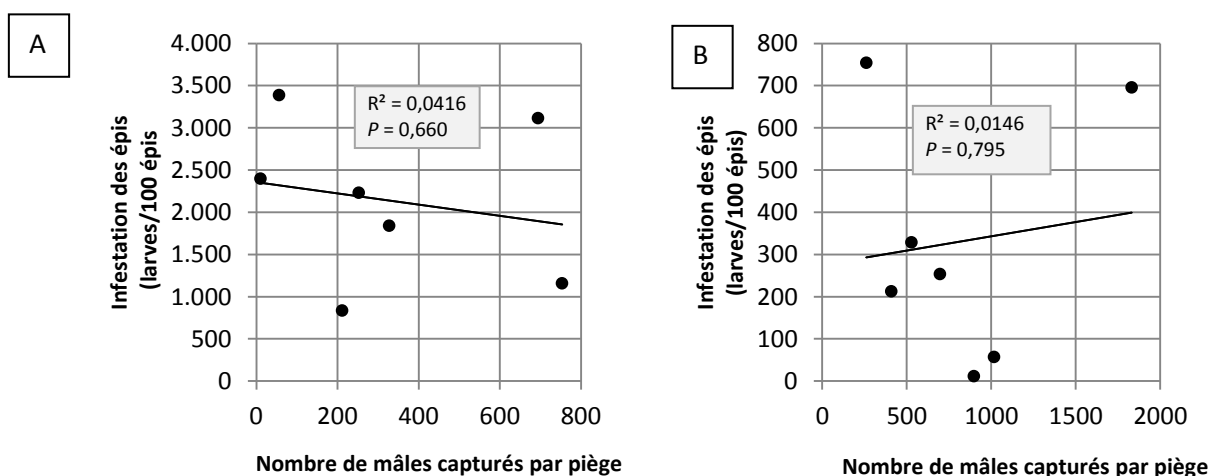 A
4.000
3.500
3.000
2.500
2.000
1.500
1.000
500
0
0
200
400
600
800
Infestation des épis
(larves/100 épis
R² = 0,0416
P = 0,660
Nombre de mâles capturés par piège
B
800
700
600
500
400
300
200
100
0
0
500
1000
1500
2000
Infestation des épis
(larves/100 épis)
R² = 0,0146
P = 0,795
Nombre de mâles capturés par piège